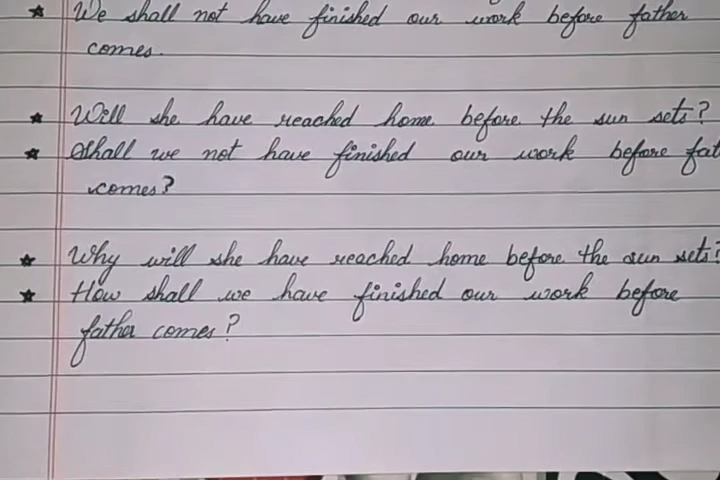 ★ We shall not have finished our work before father
comes.
★ Will she have reached home before the sun sets?
★ Shall we not have finished our work before fat
comes?
★ Why will she have reached home before the sun sets?
★ How shall we have finished our work before
father comes?